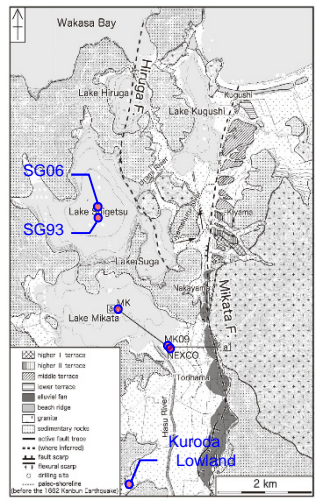 Wakasa Bay
Lake Hiruga
Hiruga F.
Lake Kugushi
Kugushi
SG06
Lake Suigetsu
SG93
Kiyama
Lake Suga
Nakayama
Mikata F.
MK
Lake Mikata
MK09
NEXCO
a1
Torihama
Hasu River
higher I terrace
higher II terrace
middle terrace
lower terrace
alluvial fan
beach ridge
granite
sedimentary rocks
active fault trace
(where inferred)
fault scarp
flexural scarp
drilling site
paleo-shoreline
(before the 1662 Kanbun Earthquake)
Kuroda
Lowland
2 km